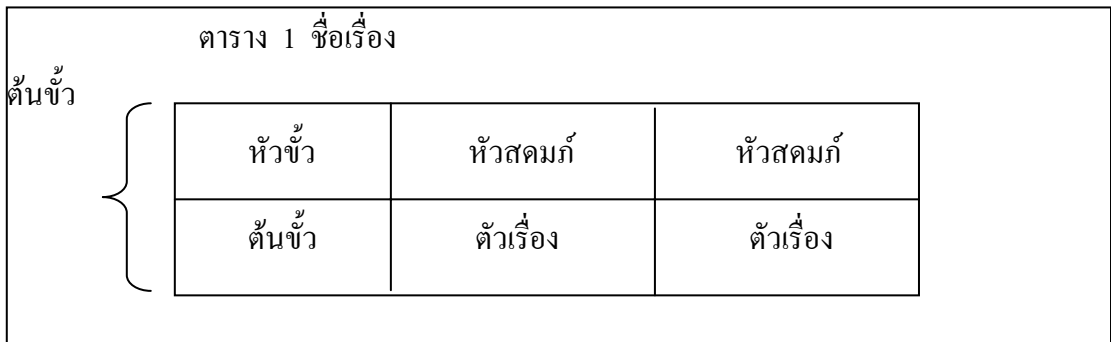 ตาราง 1 ชื่อเรื่อง
ต้นขั้ว
หัวขั้ว หัวสดมภ์ หัวสดมภ์
ต้นขั้ว ตัวเรื่อง ตัวเรื่อง